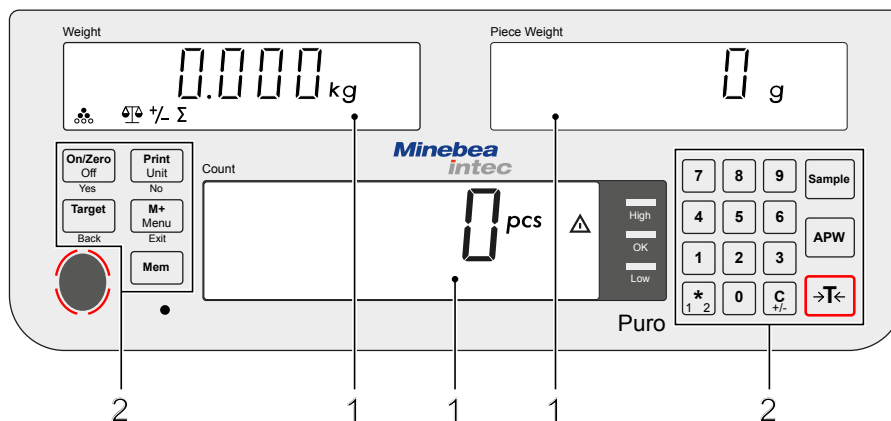 Weight
0.000 kg
+/- Σ
Piece Weight
0 g
Minebea
intec
On/Zero
Off
Yes
Print
Unit
No
Target
Back
M+
Menu
Exit
Mem
Count
0 pcs
High
OK
Low
Puro
7 8 9 Sample
4 5 6 APW
1 2 3
* 1 2 0 C +/- →T←
2 1 1 1 2